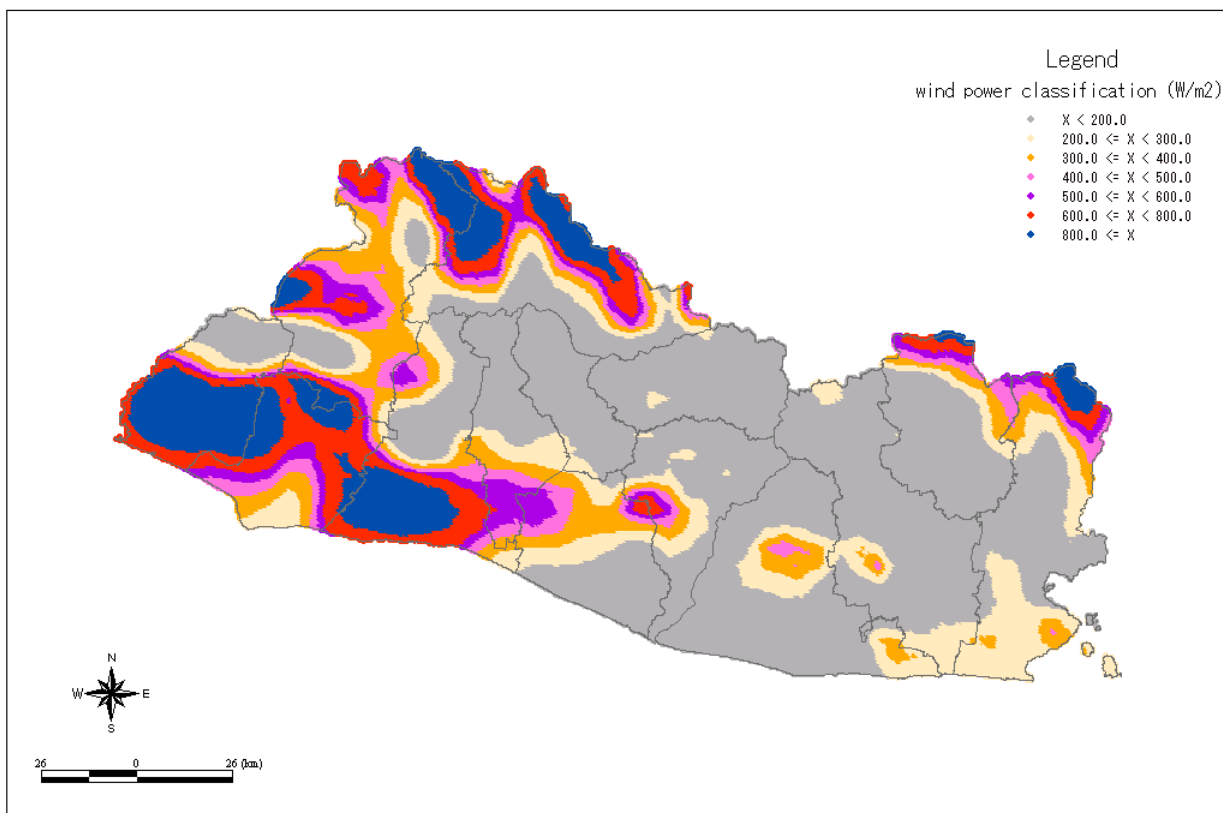 Legend
wind power classification (W/m2)
X < 200.0
200.0 <= X < 300.0
300.0 <= X < 400.0
400.0 <= X < 500.0
500.0 <= X < 600.0
600.0 <= X < 800.0
800.0 <= X
N
W E
S
26 0 26 (km)